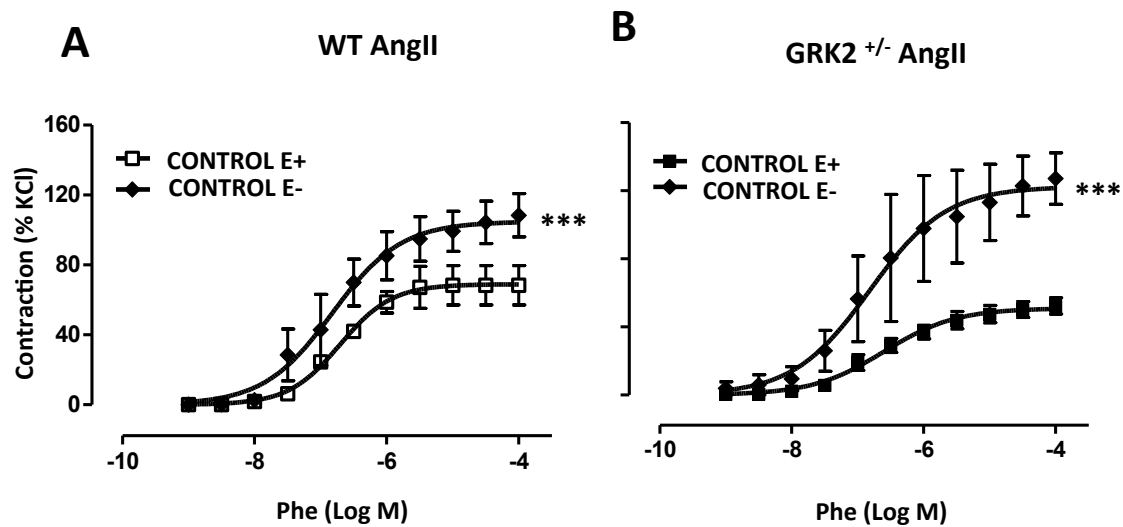 A
WT AngII
B
GRK2 +/- AngII
Contraction (% KCl)
160
120
80
40
0
CONTROL E+
CONTROL E-
***
-10
-8
-6
-4
Phe (Log M)
CONTROL E+
CONTROL E-
***
-10
-8
-6
-4
Phe (Log M)